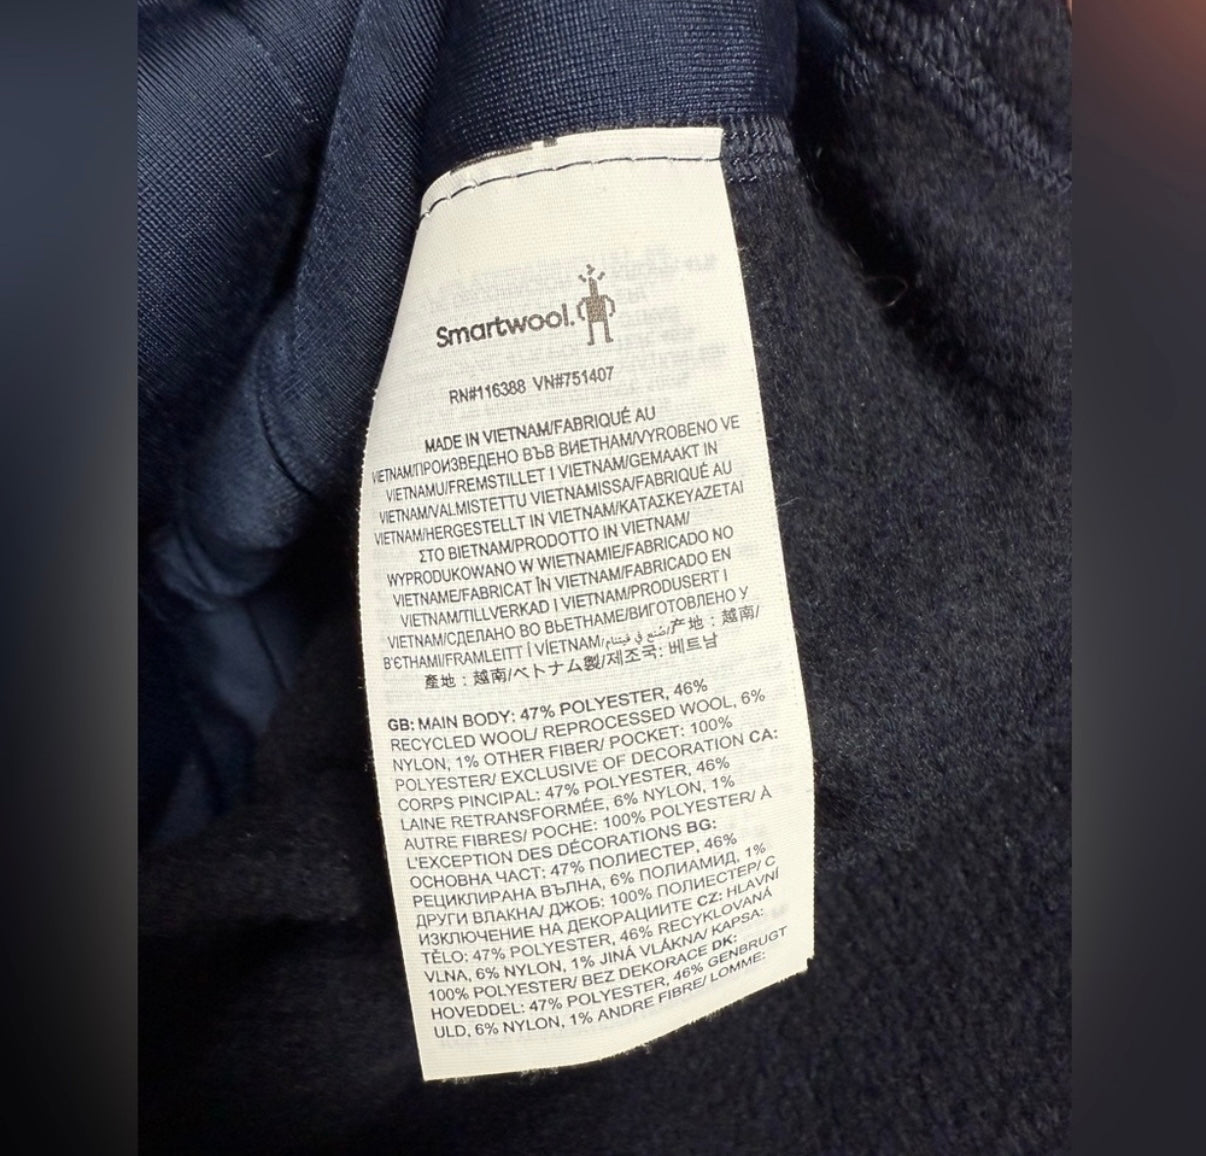 Smartwool.
RN#116388 VN#751407
MADE IN VIETNAM/FABRIQUÉ AU
VIETNAM/ПРОИЗВЕДЕНО ВЪВ ВИЕТНАМ/VYROBENO VE
VIETNAMU/FREMSTILLET I VIETNAM/GEMAAKT IN
VIETNAM/VALMISTETTU VIETNAMISSA/FABRIQUÉ AU
VIETNAM/HERGESTELLT IN VIETNAM/ΚΑΤΑΣΚΕΥΑΖΕΤΑΙ
ΣΤΟ ΒΙΕΤΝΑΜ/PRODOTTO IN VIETNAM/
WYPRODUKOWANO W WIETNAMIE/FABRICADO NO
VIETNAME/FABRICAT ÎN VIETNAM/FABRICADO EN
VIETNAM/TILLVERKAD I VIETNAM/PRODUSERT I
VIETNAM/СДЕЛАНО ВО ВЬЕТНАМЕ/ВИГОТОВЛЕНО У
В'ЄТНАМІ/FRAMLEITT Í VÍETNAM/صُنع في فيتنام/产地：越南/
產地：越南/ベトナム製/제조국: 베트남
GB: MAIN BODY: 47% POLYESTER, 46%
RECYCLED WOOL/ REPROCESSED WOOL, 6%
NYLON, 1% OTHER FIBER/ POCKET: 100%
POLYESTER/ EXCLUSIVE OF DECORATION CA:
CORPS PINCIPAL: 47% POLYESTER, 46%
LAINE RETRANSFORMÉE, 6% NYLON, 1%
AUTRE FIBRES/ POCHE: 100% POLYESTER/ À
L'EXCEPTION DES DÉCORATIONS BG:
ОСНОВНА ЧАСТ: 47% ПОЛИЕСТЕР, 46%
РЕЦИКЛИРАНА ВЪЛНА, 6% ПОЛИАМИД, 1%
ДРУГИ ВЛАКНА/ ДЖОБ: 100% ПОЛИЕСТЕР/ С
ИЗКЛЮЧЕНИЕ НА ДЕКОРАЦИИТЕ CZ: HLAVNÍ
TĚLO: 47% POLYESTER, 46% RECYKLOVANÁ
VLNA, 6% NYLON, 1% JINÁ VLÁKNA/ KAPSA:
100% POLYESTER/ BEZ DEKORACE DK:
HOVEDDEL: 47% POLYESTER, 46% GENBRUGT
ULD, 6% NYLON, 1% ANDRE FIBRE/ LOMME: